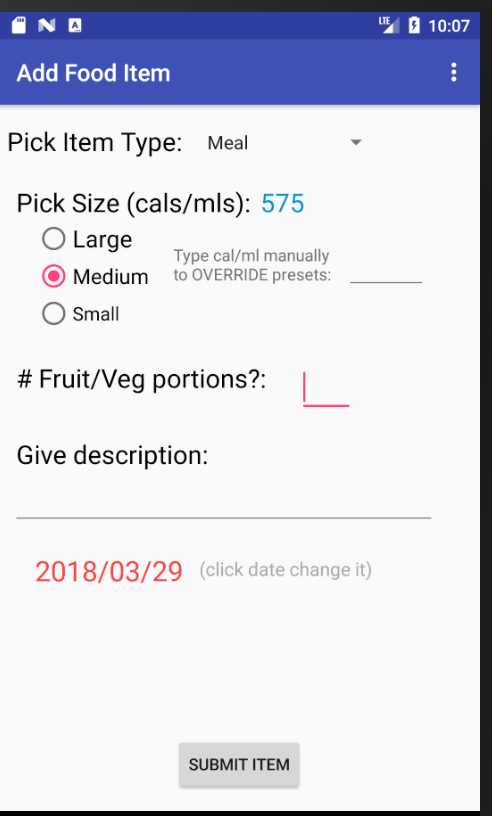 LTE 10:07
Add Food Item
Pick Item Type: Meal
Pick Size (cals/mls): 575
Large
Medium
Small
Type cal/ml manually
to OVERRIDE presets:
# Fruit/Veg portions?:
Give description:
2018/03/29 (click date change it)
SUBMIT ITEM